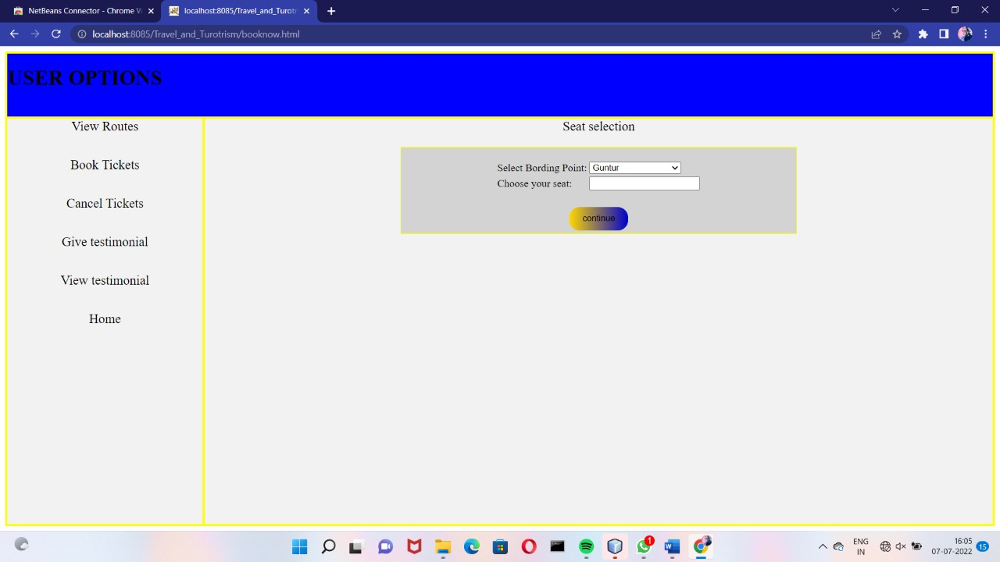 NetBeans Connector - Chrome W
localhost:8085/Travel_and_Turotr
localhost:8085/Travel_and_Turotrism/booknow.html
USER OPTIONS
View Routes
Book Tickets
Cancel Tickets
Give testimonial
View testimonial
Home
Seat selection
Select Bording Point: Guntur
Choose your seat:
continue
1
ENG
IN
16:05
07-07-2022
15